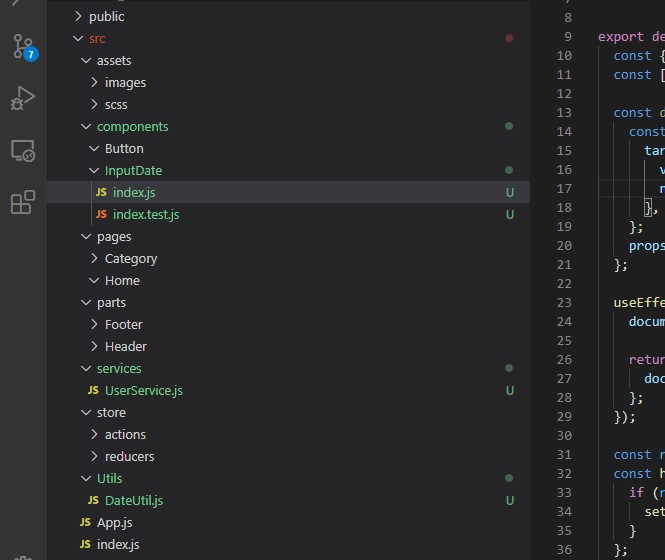 public
src
assets
images
scss
components
Button
InputDate
JS index.js U
JS index.test.js U
pages
Category
Home
parts
Footer
Header
services
JS UserService.js U
store
actions
reducers
Utils
JS DateUtil.js U
JS App.js
JS index.js
7
8
9 export de
10 const {
11 const [
12
13 const d
14 const
15 tar
16 v
17 n
18 },
19 };
20 props
21 };
22
23 useEffe
24 docum
25
26 retur
27 doc
28 };
29 });
30
31 const r
32 const h
33 if (r
34 set
35 }
36 };